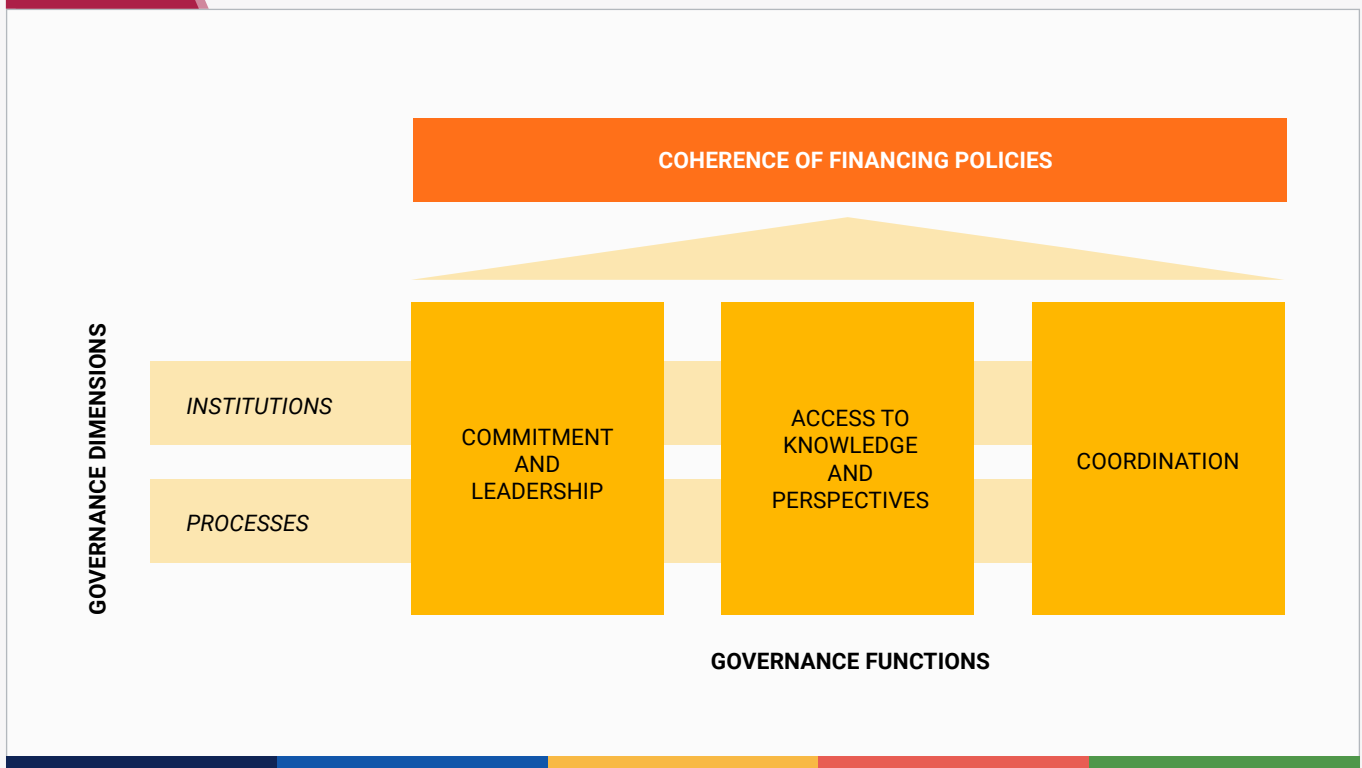 COHERENCE OF FINANCING POLICIES
GOVERNANCE DIMENSIONS
INSTITUTIONS
PROCESSES
COMMITMENT
AND
LEADERSHIP
ACCESS TO
KNOWLEDGE
AND
PERSPECTIVES
COORDINATION
GOVERNANCE FUNCTIONS